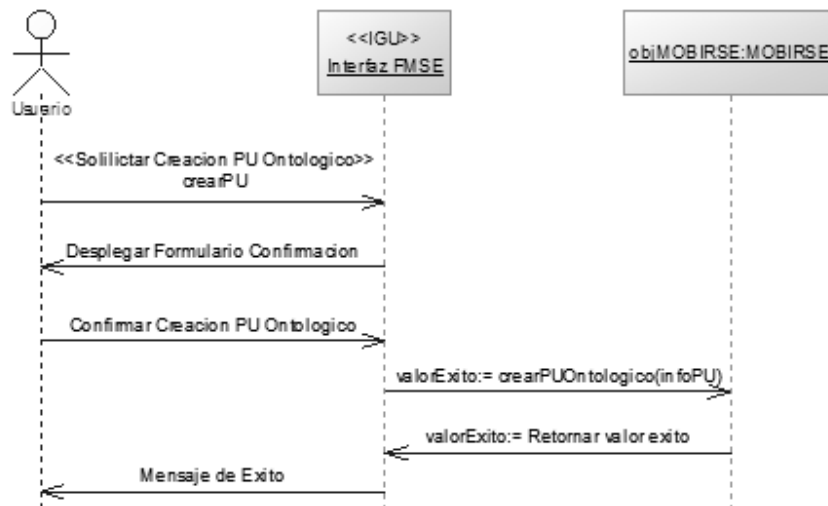 <<IGU>>
Interfaz FMSE
objMOBIRSE:MOBIRSE
Usuario
<<Solilictar Creacion PU Ontologico>>
crearPU
Desplegar Formulario Confirmacion
Confirmar Creacion PU Ontologico
valorExito:= crearPUOntologico(infoPU)
valorExito:= Retornar valor exito
Mensaje de Exito